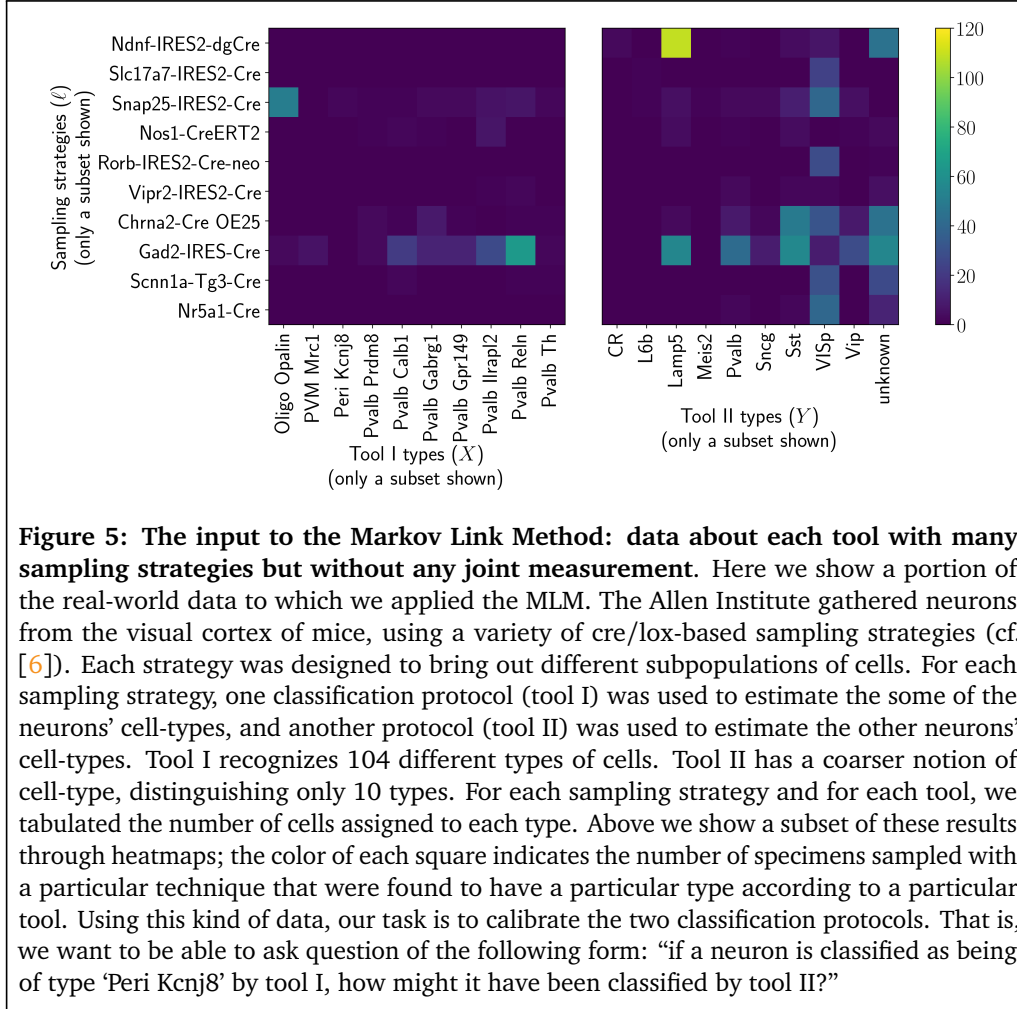 Sampling strategies (ℓ)
(only a subset shown)
Ndnf-IRES2-dgCre
Slc17a7-IRES2-Cre
Snap25-IRES2-Cre
Nos1-CreERT2
Rorb-IRES2-Cre-neo
Vipr2-IRES2-Cre
Chrna2-Cre OE25
Gad2-IRES-Cre
Scnn1a-Tg3-Cre
Nr5a1-Cre
Oligo Opalin
PVM Mrc1
Peri Kcnj8
Pvalb Prdm8
Pvalb Calb1
Pvalb Gabrg1
Pvalb Gpr149
Pvalb Ilrapl2
Pvalb Reln
Pvalb Th
Tool I types (X)
(only a subset shown)
CR
L6b
Lamp5
Meis2
Pvalb
Sncg
Sst
VISp
Vip
unknown
Tool II types (Y)
(only a subset shown)
120
100
80
60
40
20
0
Figure 5: The input to the Markov Link Method: data about each tool with many
sampling strategies but without any joint measurement. Here we show a portion of
the real-world data to which we applied the MLM. The Allen Institute gathered neurons
from the visual cortex of mice, using a variety of cre/lox-based sampling strategies (cf.
[6]). Each strategy was designed to bring out different subpopulations of cells. For each
sampling strategy, one classification protocol (tool I) was used to estimate the some of the
neurons’ cell-types, and another protocol (tool II) was used to estimate the other neurons’
cell-types. Tool I recognizes 104 different types of cells. Tool II has a coarser notion of
cell-type, distinguishing only 10 types. For each sampling strategy and for each tool, we
tabulated the number of cells assigned to each type. Above we show a subset of these results
through heatmaps; the color of each square indicates the number of specimens sampled with
a particular technique that were found to have a particular type according to a particular
tool. Using this kind of data, our task is to calibrate the two classification protocols. That is,
we want to be able to ask question of the following form: “if a neuron is classified as being
of type ‘Peri Kcnj8’ by tool I, how might it have been classified by tool II?”